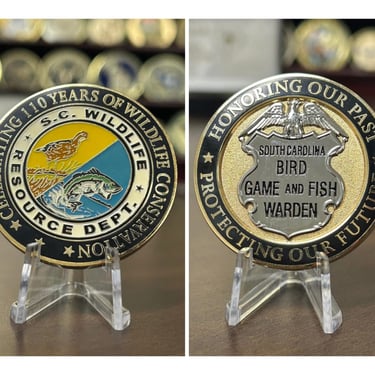 CELEBRATING 110 YEARS OF WILDLIFE CONSERVATION
S.C. WILDLIFE
RESOURCE DEPT.
HONORING OUR PAST
SOUTH CAROLINA
BIRD
GAME AND FISH
WARDEN
PROTECTING OUR FUTURE